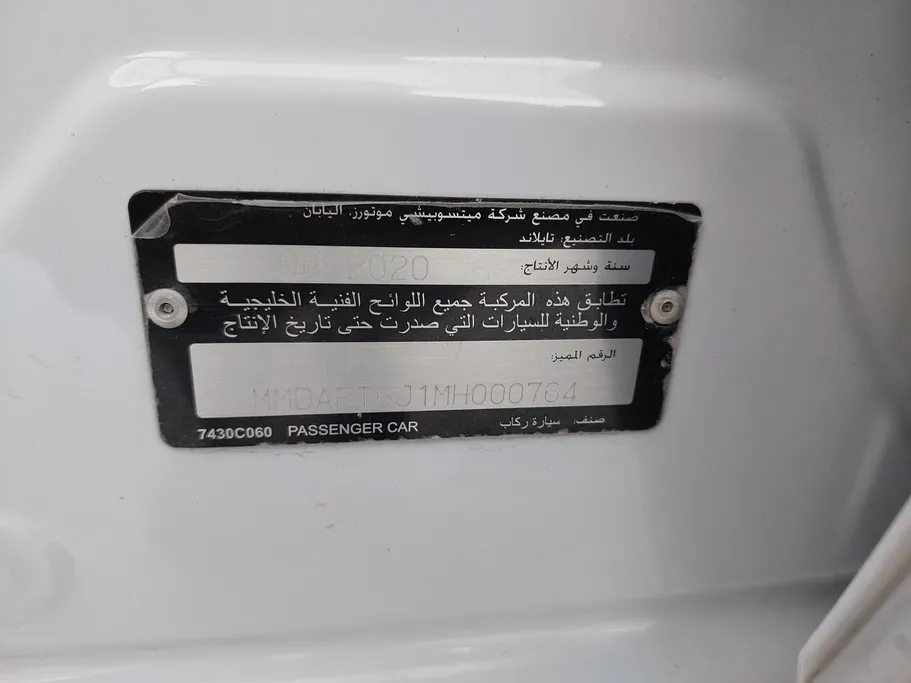 صنعت في مصنع شركة ميتسوبيشي موتورز، اليابان
بلد التصنيع: تايلاند
سنة وشهر الأنتاج: 2020
تطابق هذه المركبة جميع اللوائح الفنية الخليجية
والوطنية للسيارات التي صدرت حتى تاريخ الإنتاج
الرقم المميز:
صنف: سيارة ركاب
7430C060 PASSENGER CAR